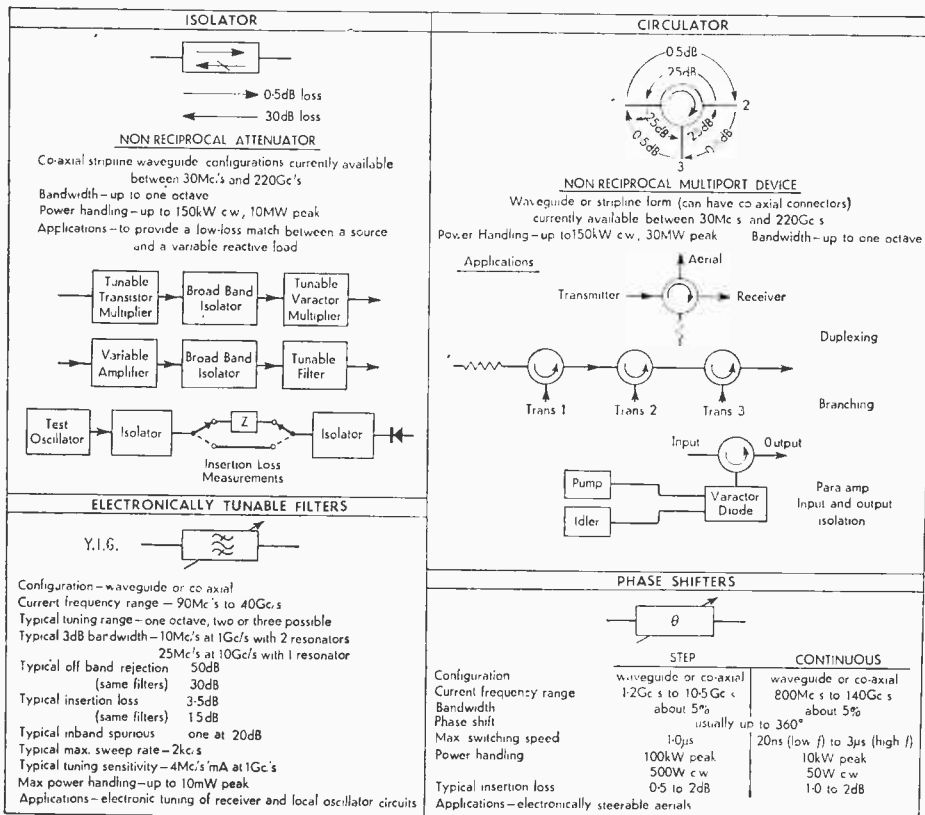 ISOLATOR
0·5dB loss
30dB loss
NON RECIPROCAL ATTENUATOR
Co-axial stripline waveguide configurations currently available
between 30Mc/s and 220Gc's
Bandwidth–up to one octave
Power handling–up to 150kW cw, 10MW peak
Applications–to provide a low-loss match between a source
and a variable reactive load
Tunable
Transistor
Multiplier
Broad Band
Isolator
Tunable
Varactor
Multiplier
Variable
Amplifier
Broad Band
Isolator
Tunable
Filter
Test
Oscillator
Isolator
Z
Isolator
Insertion Loss
Measurements
ELECTRONICALLY TUNABLE FILTERS
Y.I.G.
Configuration–waveguide or co axial
Current frequency range – 90Mc's to 40Gc/s
Typical tuning range–one octave, two or three possible
Typical 3dB bardwidth–10Mc/s at 1Gc/s with 2 resonators
25Mc's at 10Gc/s with 1 resonator
Typical off band rejection 50dB
(same filters) 30dB
Typical insertion loss 3·5dB
(same filters) 15dB
Typical inband spurious one at 20dB
Typical max. sweep rate–2kc/s
Typical tuning sensitivity–4Mc/s'mA at 1Gc's
Max power handling–up to 10mW peak
Applications–electronic tuning of receiver and local oscillator circuits
CIRCULATOR
0.5dB
25dB
2
25dB
25dB
0.5dB
3
NON RECIPROCAL MULTIPORT DEVICE
Waveguide or stripline form (can have co axial connectors)
currently available between 30Mc s and 220Gc s
Power Handling–up to 150kW cw, 30MW peak Bandwidth–up to one octave
Applications
Aerial
Transmitter
Receiver
Duplexing
Trans 1
Trans 2
Trans 3
Branching
Input
Output
Pump
Idler
Varactor
Diode
Para amp
Input and output
isolation
PHASE SHIFTERS
θ
STEP CONTINUOUS
Configuration waveguide or co-axial waveguide or co-axial
Current frequency range 1·2Gc s to 10·5Gc s 800Mc s to 140Gc s
Bandwidth about 5% about 5%
Phase shift usually up to 360°
Max switching speed 1·0μs 20ns (low f) to 3μs (high f)
Power handling 100kW peak 10kW peak
500W cw 50W cw
Typical insertion loss 0·5 to 2dB 1·0 to 2dB
Applications–electronically steerable aerials